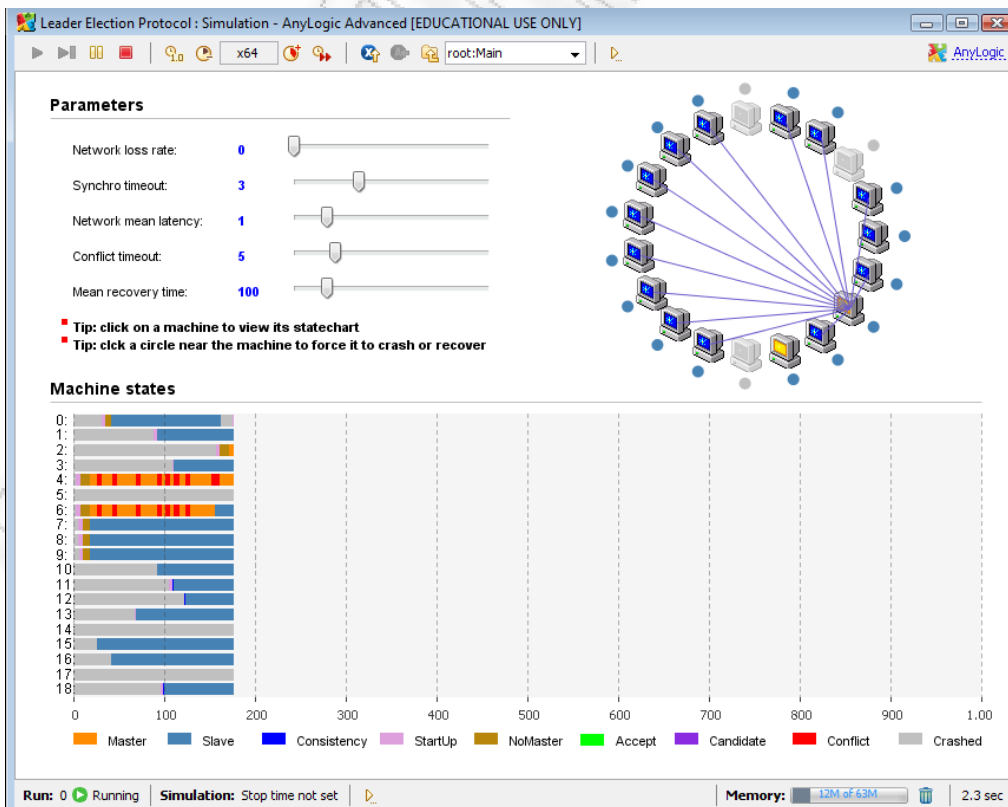 Leader Election Protocol : Simulation - AnyLogic Advanced [EDUCATIONAL USE ONLY]
1.0 x64 root:Main AnyLogic
Parameters
Network loss rate: 0
Synchro timeout: 3
Network mean latency: 1
Conflict timeout: 5
Mean recovery time: 100
Tip: click on a machine to view its statechart
Tip: clck a circle near the machine to force it to crash or recover
Machine states
0:
1:
2:
3:
4:
5:
6:
7:
8:
9:
10:
11:
12:
13:
14:
15:
16:
17:
18:
0 100 200 300 400 500 600 700 800 900 1.00
Master Slave Consistency StartUp NoMaster Accept Candidate Conflict Crashed
Run: 0 Running Simulation: Stop time not set Memory: 12M of 63M 2.3 sec